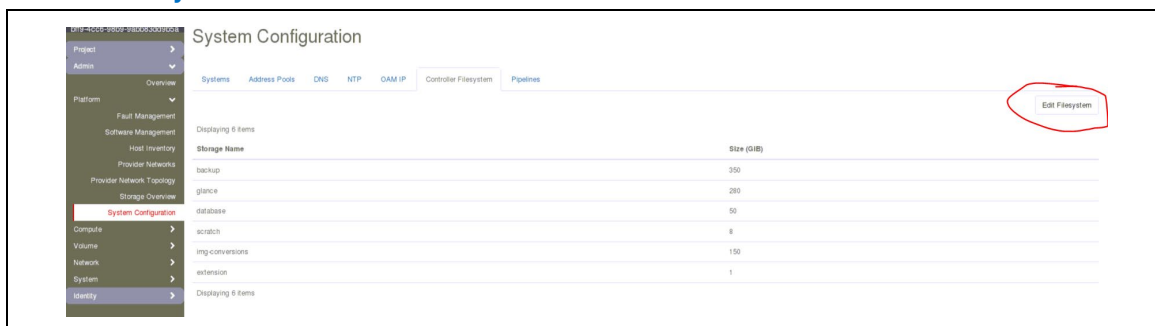 System Configuration
Project
Admin
Overview
Platform
Fault Management
Software Management
Host Inventory
Provider Networks
Provider Network Topology
Storage Overview
System Configuration
Compute
Volume
Network
System
Identity
Systems Address Pools DNS NTP OAM IP Controller Filesystem Pipelines
Edit Filesystem
Displaying 6 items
Storage Name Size (GiB)
backup 350
glance 280
database 50
scratch 8
img-conversions 150
extension 1
Displaying 6 items